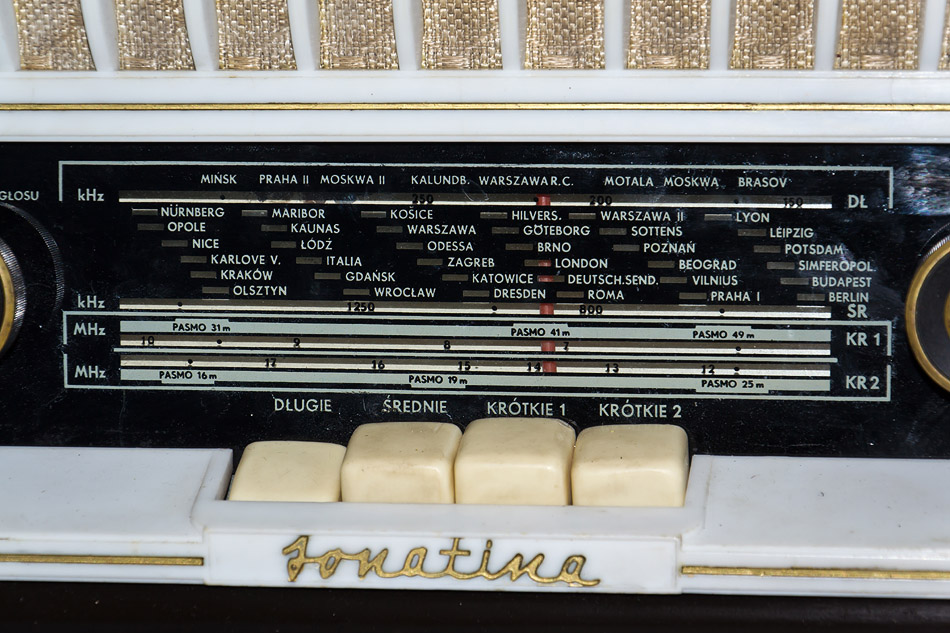 GŁOSU
MIŃSK PRAHA II MOSKWA II KALUNDB. WARSZAWA R.C. MOTALA MOSKWA BRASOV
kHz 250 200 150 DŁ
NÜRNBERG MARIBOR KOSICE HILVERS. WARSZAWA II LYON
OPOLE KAUNAS WARSZAWA GÖTEBORG SOTTENS LEIPZIG
NICE ŁÓDŹ ODESSA BRNO POZNAŃ POTSDAM
KARLOVE V. ITALIA ZAGREB LONDON BEOGRAD SIMFEROPOL.
KRAKÓW GDAŃSK KATOWICE DEUTSCH.SEND. VILNIUS BUDAPEST
OLSZTYN WROCŁAW DRESDEN ROMA PRAHA I BERLIN
kHz 1250 800 SR
PASMO 31 m PASMO 41 m PASMO 49 m
MHz 10 9 8 7 KR 1
MHz 17 16 15 14 13 12 KR 2
PASMO 16 m PASMO 19 m PASMO 25 m
DŁUGIE ŚREDNIE KRÓTKIE 1 KRÓTKIE 2
Sonatina